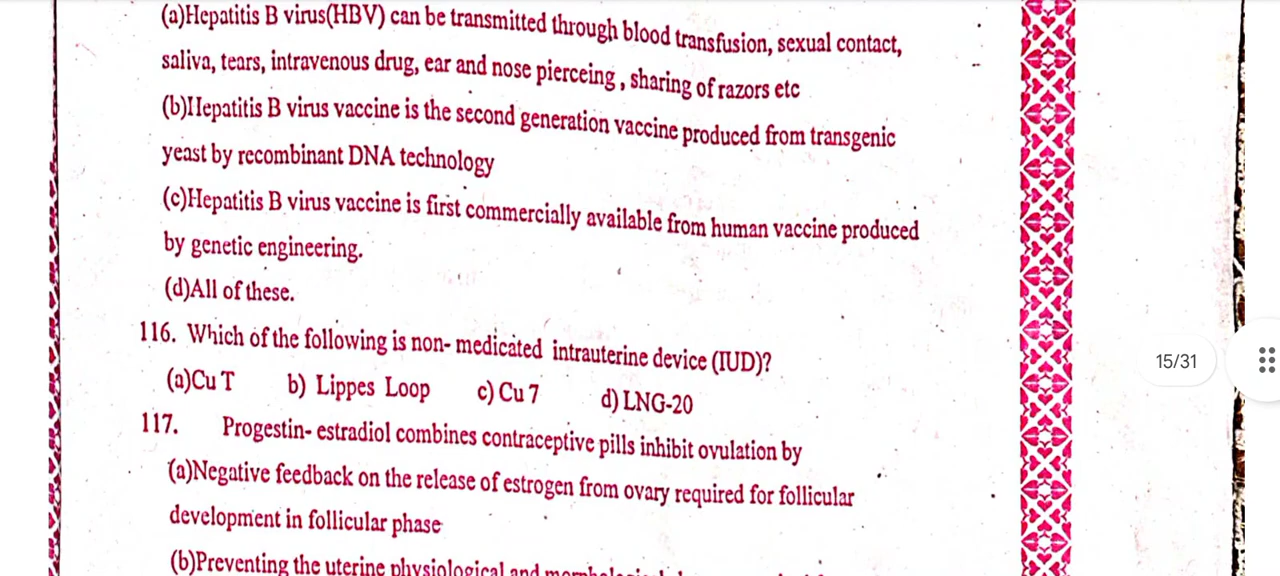 (a)Hepatitis B virus(HBV) can be transmitted through blood transfusion, sexual contact,
saliva, tears, intravenous drug, ear and nose pierceing , sharing of razors etc
(b)Hepatitis B virus vaccine is the second generation vaccine produced from transgenic
yeast by recombinant DNA technology
(c)Hepatitis B virus vaccine is first commercially available from human vaccine produced
by genetic engineering.
(d)All of these.
116. Which of the following is non- medicated intrauterine device (IUD)?
(a)Cu T b) Lippes Loop c) Cu 7 d) LNG-20
15/31
117. Progestin- estradiol combines contraceptive pills inhibit ovulation by
(a)Negative feedback on the release of estrogen from ovary required for follicular
development in follicular phase
(b)Preventing the uterine physiological and